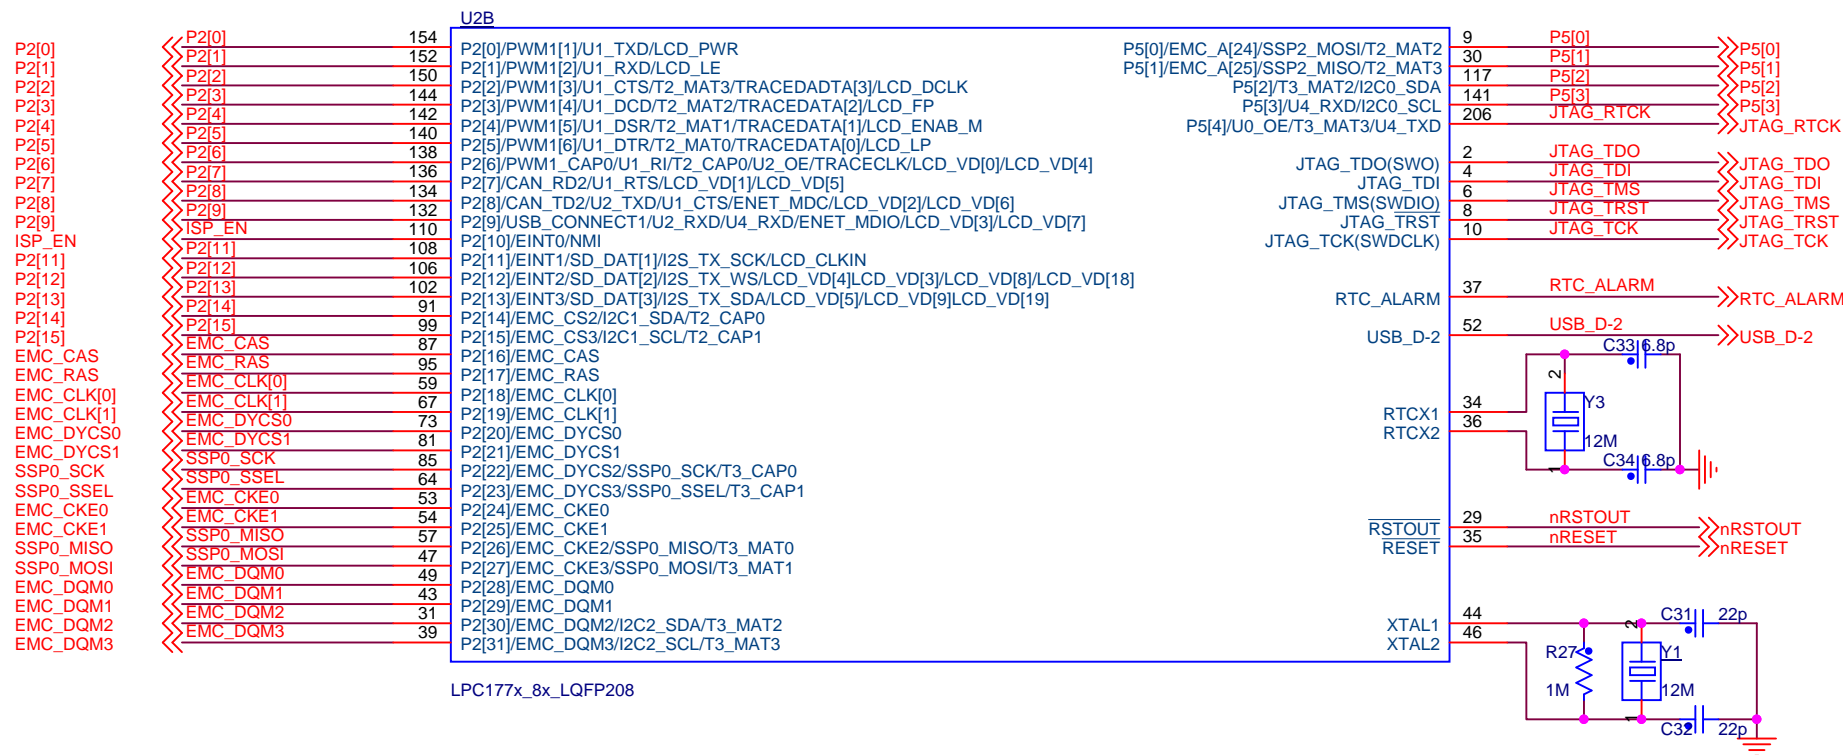 U2B
P2[0] P2[0] 154 P2[0]/PWM1[1]/U1_TXD/LCD_PWR P5[0]/EMC_A[24]/SSP2_MOSI/T2_MAT2 9 P5[0] P5[0]
P2[1] P2[1] 152 P2[1]/PWM1[2]/U1_RXD/LCD_LE P5[1]/EMC_A[25]/SSP2_MISO/T2_MAT3 30 P5[1] P5[1]
P2[2] P2[2] 150 P2[2]/PWM1[3]/U1_CTS/T2_MAT3/TRACEDADTA[3]/LCD_DCLK P5[2]/T3_MAT2/I2C0_SDA 117 P5[2] P5[2]
P2[3] P2[3] 144 P2[3]/PWM1[4]/U1_DCD/T2_MAT2/TRACEDATA[2]/LCD_FP P5[3]/U4_RXD/I2C0_SCL 141 P5[3] P5[3]
P2[4] P2[4] 142 P2[4]/PWM1[5]/U1_DSR/T2_MAT1/TRACEDATA[1]/LCD_ENAB_M P5[4]/U0_OE/T3_MAT3/U4_TXD 206 JTAG_RTCK JTAG_RTCK
P2[5] P2[5] 140 P2[5]/PWM1[6]/U1_DTR/T2_MAT0/TRACEDATA[0]/LCD_LP
P2[6] P2[6] 138 P2[6]/PWM1_CAP0/U1_RI/T2_CAP0/U2_OE/TRACECLK/LCD_VD[0]/LCD_VD[4] JTAG_TDO(SWO) 2 JTAG_TDO JTAG_TDO
P2[7] P2[7] 136 P2[7]/CAN_RD2/U1_RTS/LCD_VD[1]/LCD_VD[5] JTAG_TDI 4 JTAG_TDI JTAG_TDI
P2[8] P2[8] 134 P2[8]/CAN_TD2/U2_TXD/U1_CTS/ENET_MDC/LCD_VD[2]/LCD_VD[6] JTAG_TMS(SWDIO) 6 JTAG_TMS JTAG_TMS
P2[9] P2[9] 132 P2[9]/USB_CONNECT1/U2_RXD/U4_RXD/ENET_MDIO/LCD_VD[3]/LCD_VD[7] JTAG_TRST 8 JTAG_TRST JTAG_TRST
ISP_EN ISP_EN 110 P2[10]/EINT0/NMI JTAG_TCK(SWDCLK) 10 JTAG_TCK JTAG_TCK
P2[11] P2[11] 108 P2[11]/EINT1/SD_DAT[1]/I2S_TX_SCK/LCD_CLKIN
P2[12] P2[12] 106 P2[12]/EINT2/SD_DAT[2]/I2S_TX_WS/LCD_VD[4]LCD_VD[3]/LCD_VD[8]/LCD_VD[18]
P2[13] P2[13] 102 P2[13]/EINT3/SD_DAT[3]/I2S_TX_SDA/LCD_VD[5]/LCD_VD[9]LCD_VD[19] RTC_ALARM 37 RTC_ALARM RTC_ALARM
P2[14] P2[14] 91 P2[14]/EMC_CS2/I2C1_SDA/T2_CAP0
P2[15] P2[15] 99 P2[15]/EMC_CS3/I2C1_SCL/T2_CAP1 USB_D-2 52 USB_D-2 USB_D-2
EMC_CAS EMC_CAS 87 P2[16]/EMC_CAS C33 6.8p
EMC_RAS EMC_RAS 95 P2[17]/EMC_RAS 2
EMC_CLK[0] EMC_CLK[0] 59 P2[18]/EMC_CLK[0] Y3
EMC_CLK[1] EMC_CLK[1] 67 P2[19]/EMC_CLK[1] RTCX1 34
EMC_DYCS0 EMC_DYCS0 73 P2[20]/EMC_DYCS0 RTCX2 36 12M
EMC_DYCS1 EMC_DYCS1 81 P2[21]/EMC_DYCS1
SSP0_SCK SSP0_SCK 85 P2[22]/EMC_DYCS2/SSP0_SCK/T3_CAP0 1 C34 6.8p
SSP0_SSEL SSP0_SSEL 64 P2[23]/EMC_DYCS3/SSP0_SSEL/T3_CAP1
EMC_CKE0 EMC_CKE0 53 P2[24]/EMC_CKE0
EMC_CKE1 EMC_CKE1 54 P2[25]/EMC_CKE1 RSTOUT 29 nRSTOUT nRSTOUT
SSP0_MISO SSP0_MISO 57 P2[26]/EMC_CKE2/SSP0_MISO/T3_MAT0 RESET 35 nRESET nRESET
SSP0_MOSI SSP0_MOSI 47 P2[27]/EMC_CKE3/SSP0_MOSI/T3_MAT1
EMC_DQM0 EMC_DQM0 49 P2[28]/EMC_DQM0
EMC_DQM1 EMC_DQM1 43 P2[29]/EMC_DQM1
EMC_DQM2 EMC_DQM2 31 P2[30]/EMC_DQM2/I2C2_SDA/T3_MAT2 XTAL1 44 2 C31 22p
EMC_DQM3 EMC_DQM3 39 P2[31]/EMC_DQM3/I2C2_SCL/T3_MAT3 XTAL2 46
R27 Y1
LPC177x_8x_LQFP208 1M 12M
1 C32 22p